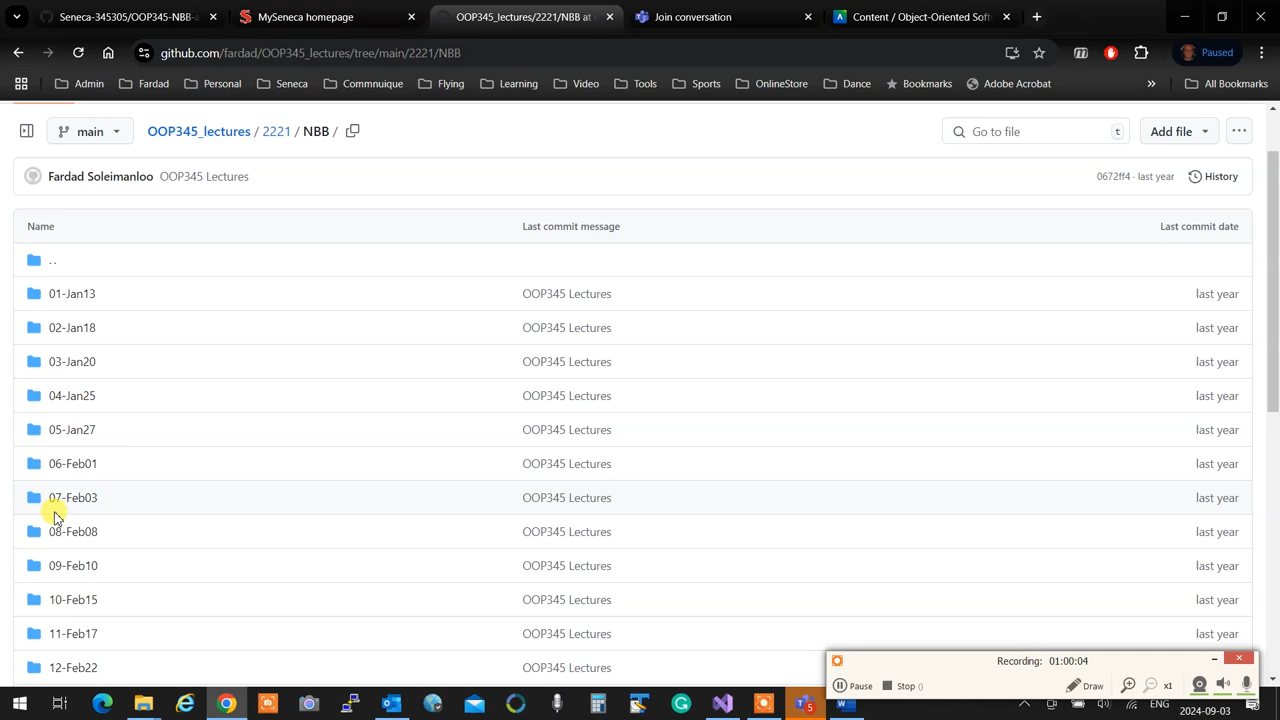 Seneca-345305/OOP345-NBB-a
MySeneca homepage
OOP345_lectures/2221/NBB at
Join conversation
Content / Object-Oriented Soft
github.com/fardad/OOP345_lectures/tree/main/2221/NBB
Paused
Admin
Fardad
Personal
Seneca
Commnuique
Flying
Learning
Video
Tools
Sports
OnlineStore
Dance
Bookmarks
Adobe Acrobat
»
All Bookmarks
main
OOP345_lectures / 2221 / NBB /
Go to file
t
Add file
Fardad Soleimanloo OOP345 Lectures
0672ff4 · last year
History
Name Last commit message Last commit date
..
01-Jan13 OOP345 Lectures last year
02-Jan18 OOP345 Lectures last year
03-Jan20 OOP345 Lectures last year
04-Jan25 OOP345 Lectures last year
05-Jan27 OOP345 Lectures last year
06-Feb01 OOP345 Lectures last year
07-Feb03 OOP345 Lectures last year
08-Feb08 OOP345 Lectures last year
09-Feb10 OOP345 Lectures last year
10-Feb15 OOP345 Lectures last year
11-Feb17 OOP345 Lectures last year
12-Feb22 OOP345 Lectures last year
Recording: 01:00:04
Pause
Stop
Draw
x1
ENG
07:00 PM
2024-09-04